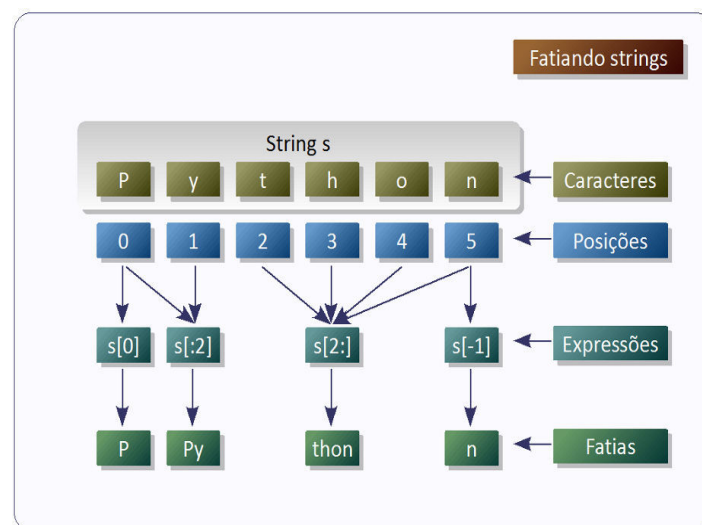 Fatiando strings
String s
P y t h o n Caracteres
0 1 2 3 4 5 Posições
s[0] s[:2] s[2:] s[-1] Expressões
P Py thon n Fatias